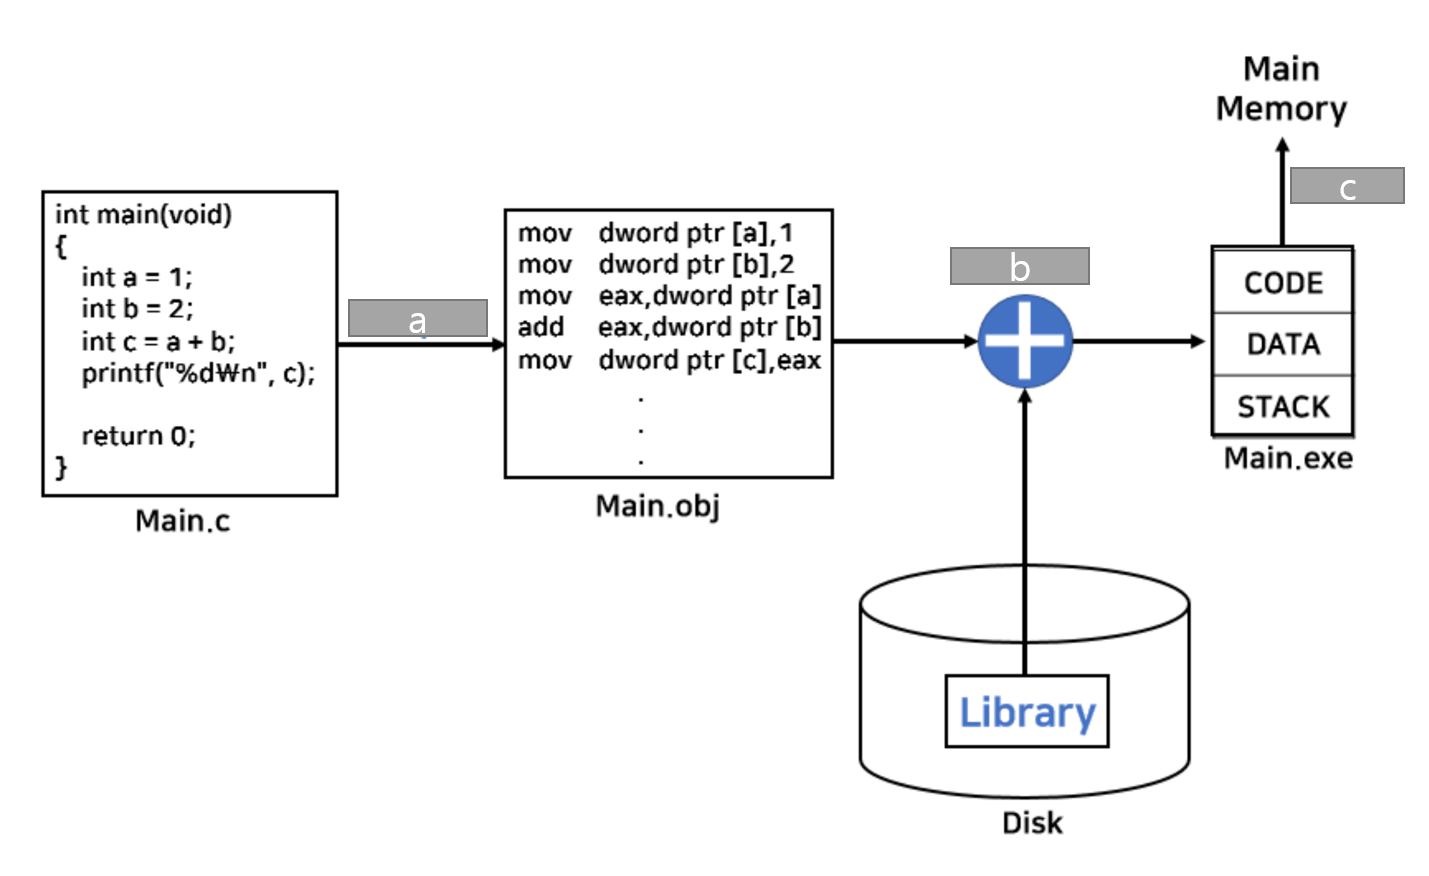 Main
Memory
c
int main(void)
{
int a = 1;
int b = 2;
int c = a + b;
printf("%d₩n", c);
return 0;
}
Main.c
a
mov dword ptr [a],1
mov dword ptr [b],2
mov eax,dword ptr [a]
add eax,dword ptr [b]
mov dword ptr [c],eax
.
.
.
Main.obj
b
CODE
DATA
STACK
Main.exe
Library
Disk